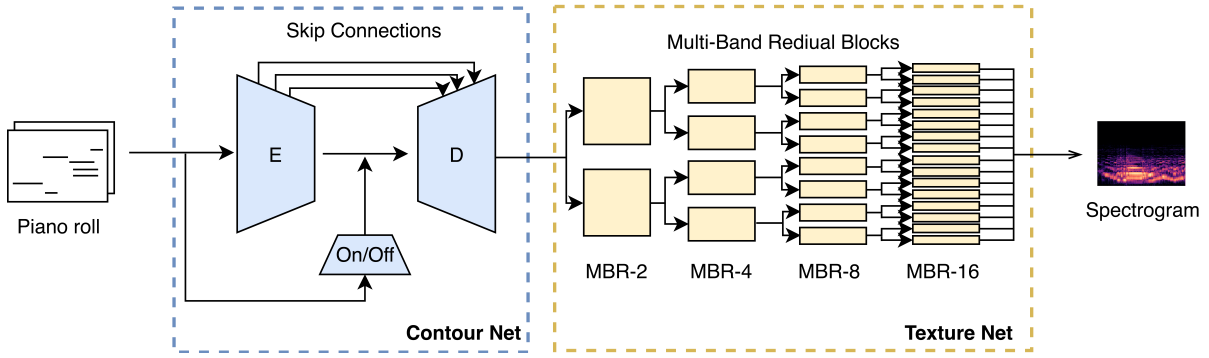 Skip Connections
Multi-Band Rediual Blocks
E
D
Piano roll
On/Off
Spectrogram
MBR-2
MBR-4
MBR-8
MBR-16
Contour Net
Texture Net